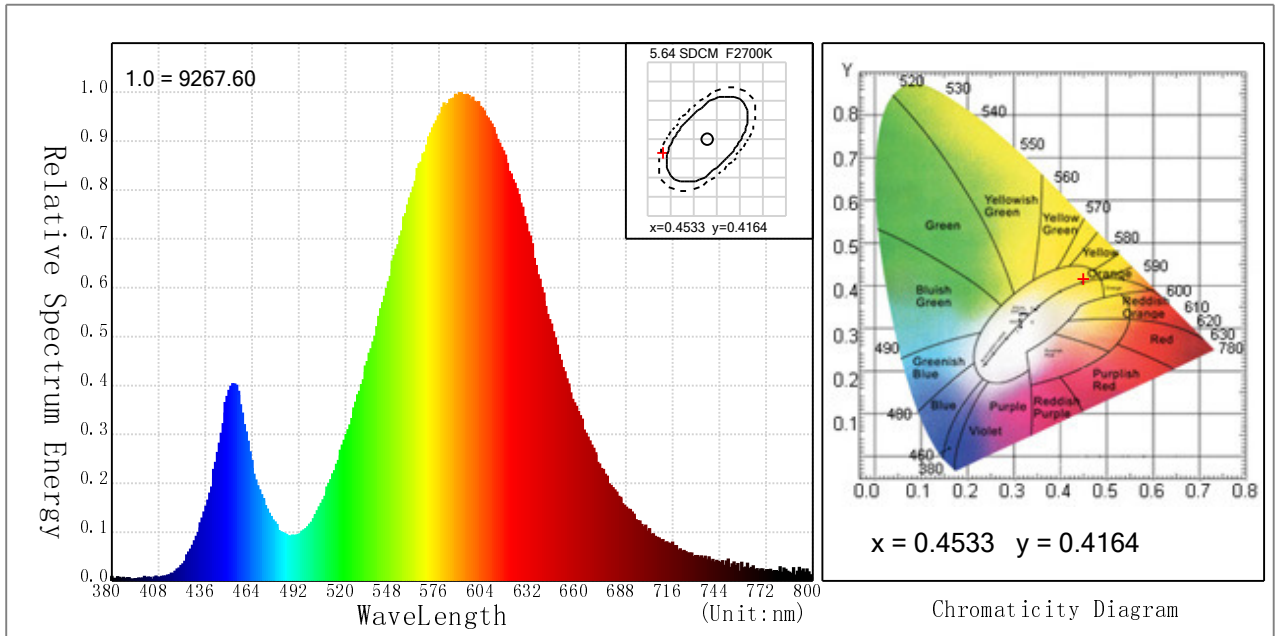 1.0 = 9267.60
5.64 SDCM F2700K
x=0.4533 y=0.4164
Relative Spectrum Energy
1.0
0.9
0.8
0.7
0.6
0.5
0.4
0.3
0.2
0.1
0.0
380 408 436 464 492 520 548 576 604 632 660 688 716 744 772 800
WaveLength
(Unit:nm)
Y
0.8
0.7
0.6
0.5
0.4
0.3
0.2
0.1
0.0 0.1 0.2 0.3 0.4 0.5 0.6 0.7 0.8
520
530
540
550
560
570
580
590
600
610
620
630
780
490
480
460
380
Green
Yellowish
Green
Yellow
Green
Yellow
Orange
Reddish
Orange
Red
Bluish
Green
Greenish
Blue
Blue
Violet
Purple
Reddish
Purple
Purplish
Red
x = 0.4533 y = 0.4164
Chromaticity Diagram